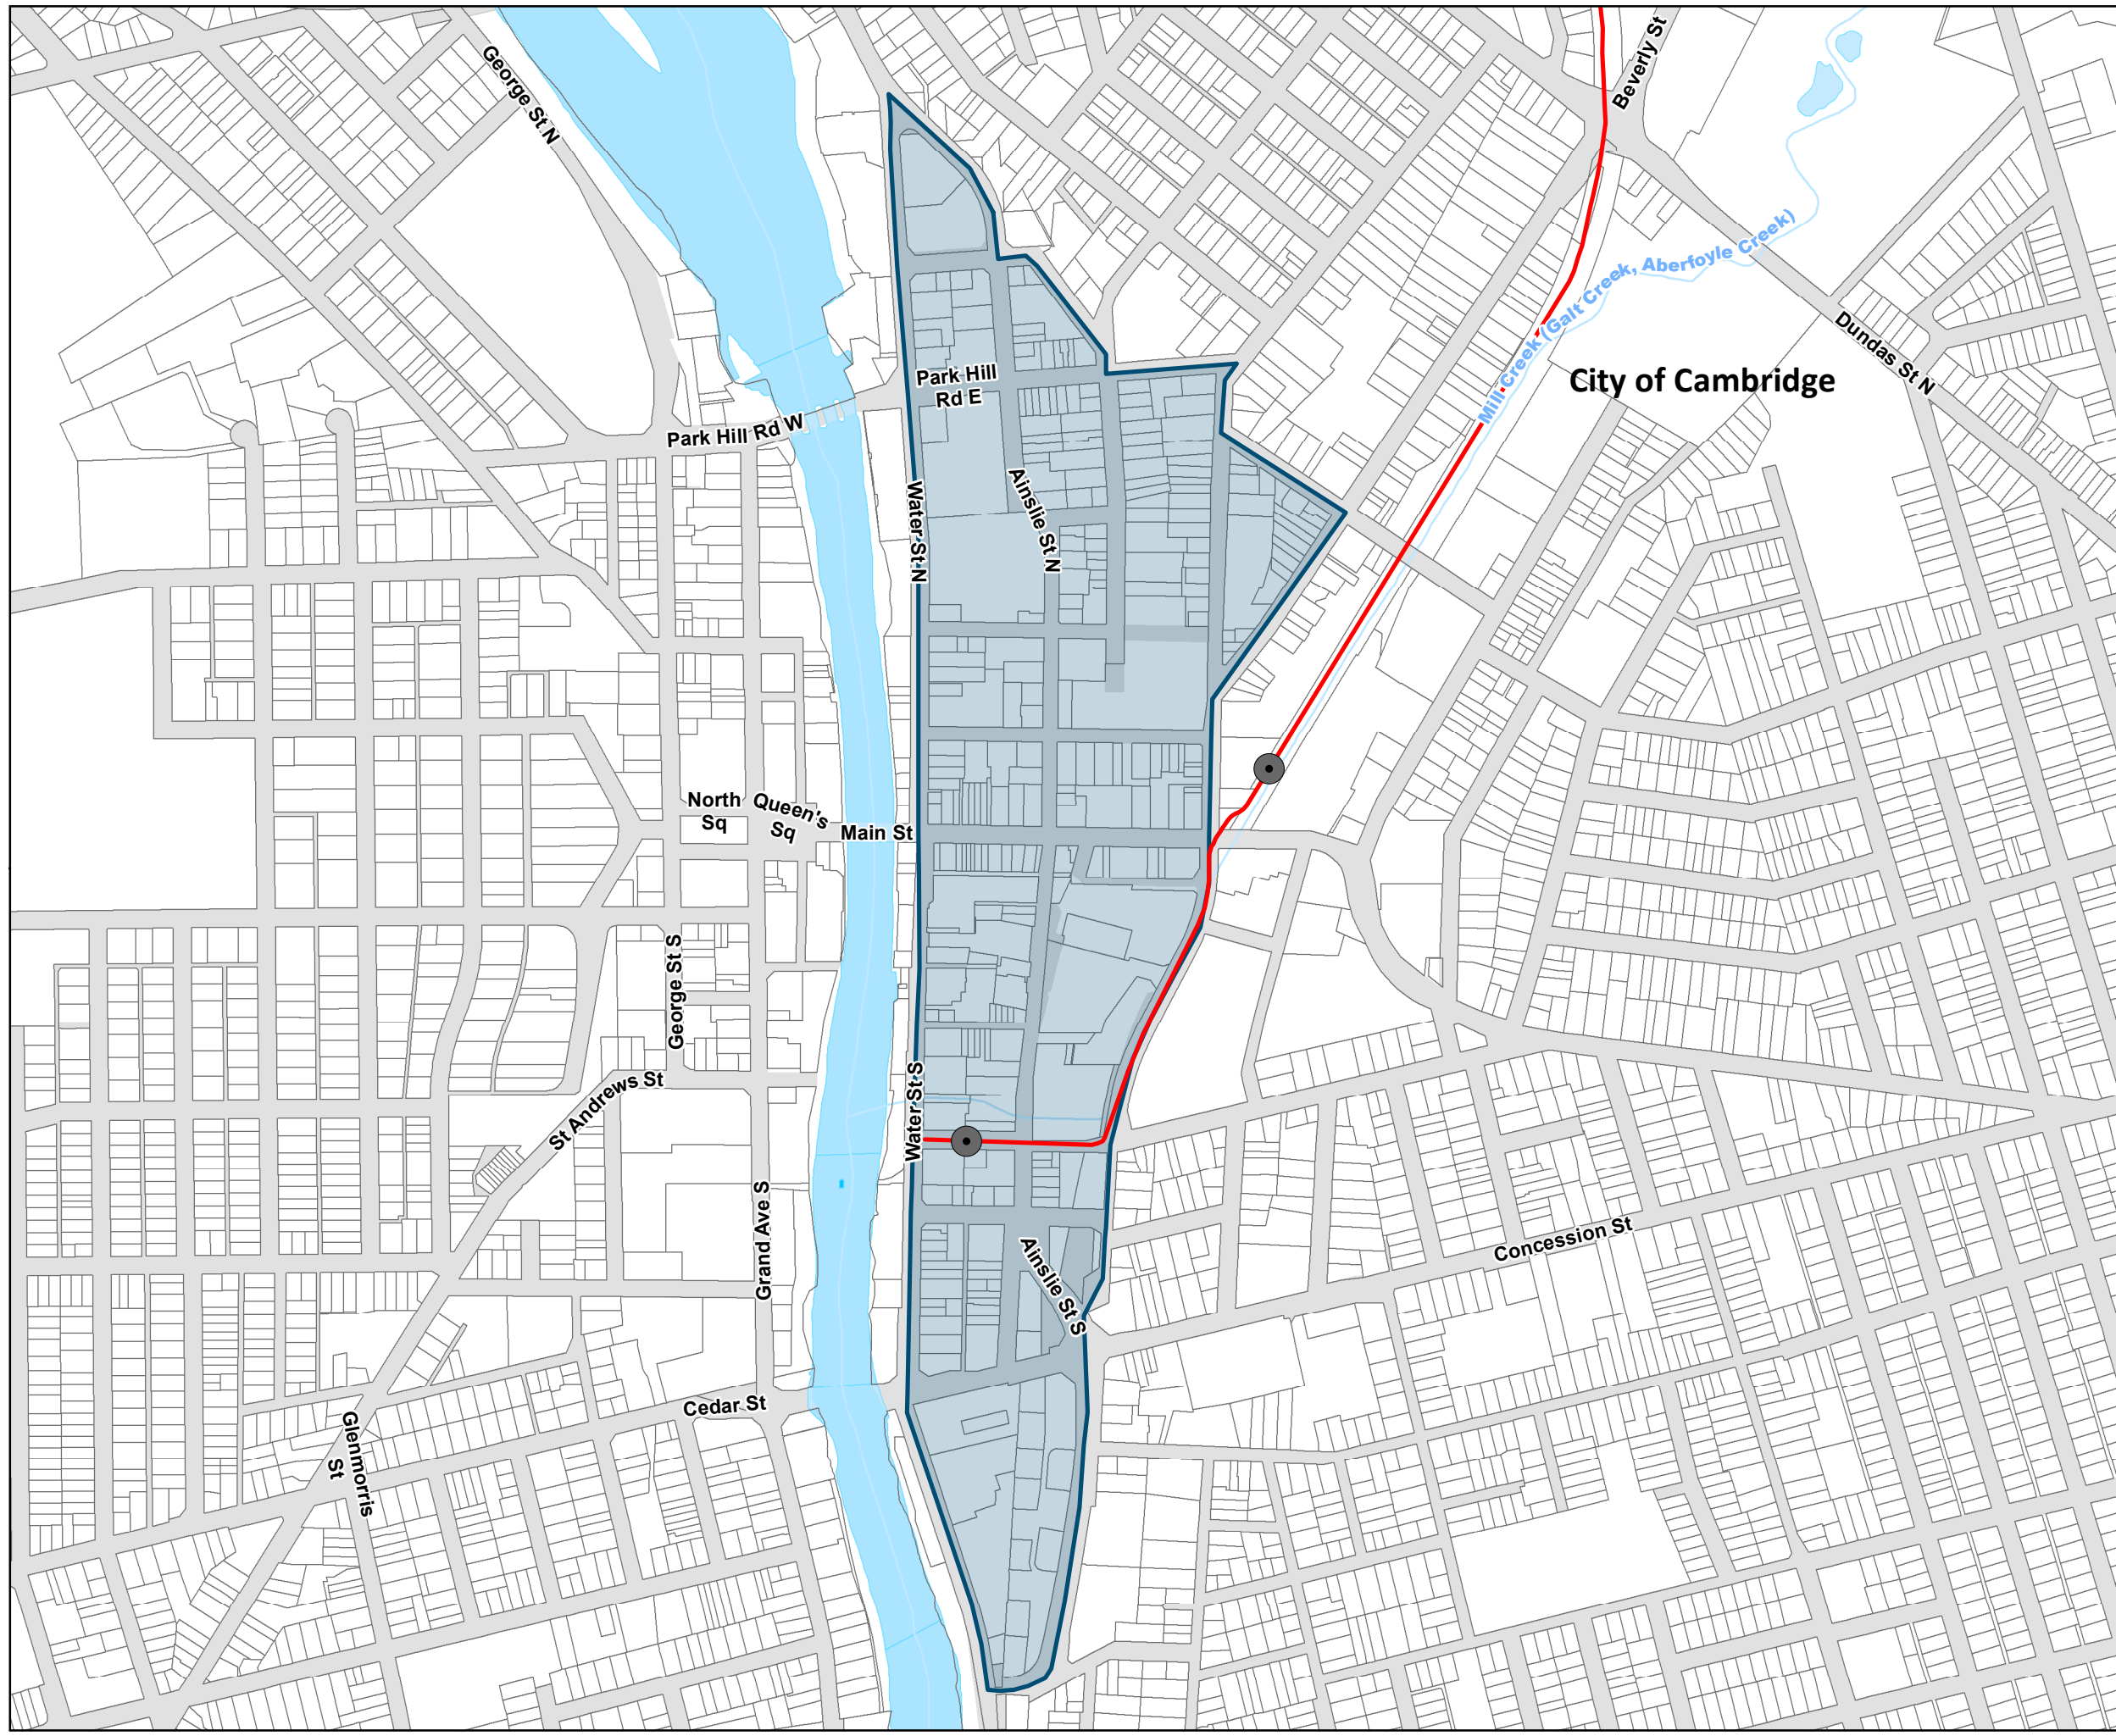 George St N
Beverly St
Mill Creek (Galt Creek, Aberfoyle Creek)
Dundas St N
City of Cambridge
Park Hill
Rd E
Park Hill Rd W
Water St N
Ainslie St N
North
Sq
Queen's
Sq
Main St
George St S
St Andrews St
Water St S
Grand Ave S
Ainslie St S
Concession St
Cedar St
Glenmorris
St